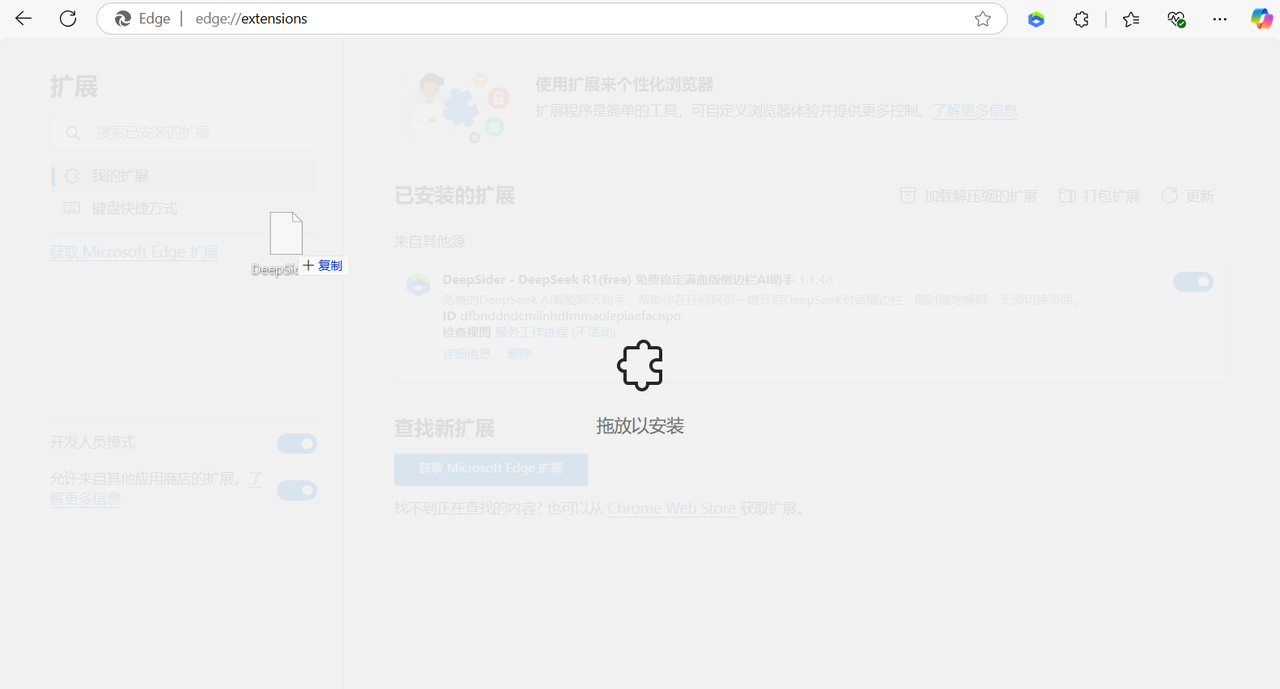 Edge edge://extensions
扩展
搜索已安装的扩展
我的扩展
键盘快捷方式
获取 Microsoft Edge 扩展
+ 复制
开发人员模式
允许来自其他应用商店的扩展。了
解更多信息
使用扩展来个性化浏览器
扩展程序是简单的工具，可自定义浏览器体验并提供更多控制。了解更多信息
已安装的扩展
加载解压缩的扩展 打包扩展 更新
来自其他源
DeepSider - DeepSeek R1(free) 免费稳定满血版侧边栏AI助手 1.1.48
免费的DeepSeek AI智能聊天助手，帮助你在任何网页一键开启DeepSeek对话侧边栏，随时随地畅聊，无须切换页面。
ID dfbnddndcmilnhdfmmaolepiaefacnpo
检查视图 服务工作进程 (不活动)
详细信息 删除
拖放以安装
查找新扩展
获取 Microsoft Edge 扩展
找不到正在查找的内容? 也可以从 Chrome Web Store 获取扩展。